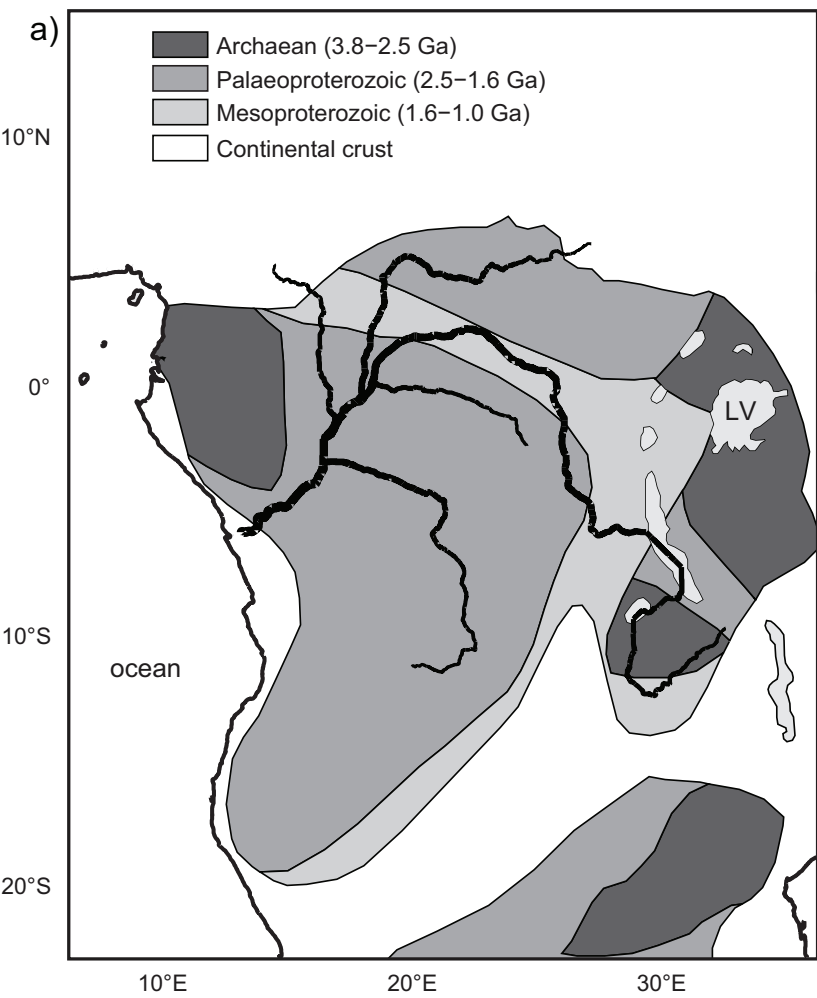 a)
Archaean (3.8−2.5 Ga)
Palaeoproterozoic (2.5−1.6 Ga)
Mesoproterozoic (1.6−1.0 Ga)
Continental crust
10°N
0°
LV
10°S
ocean
20°S
10°E 20°E 30°E